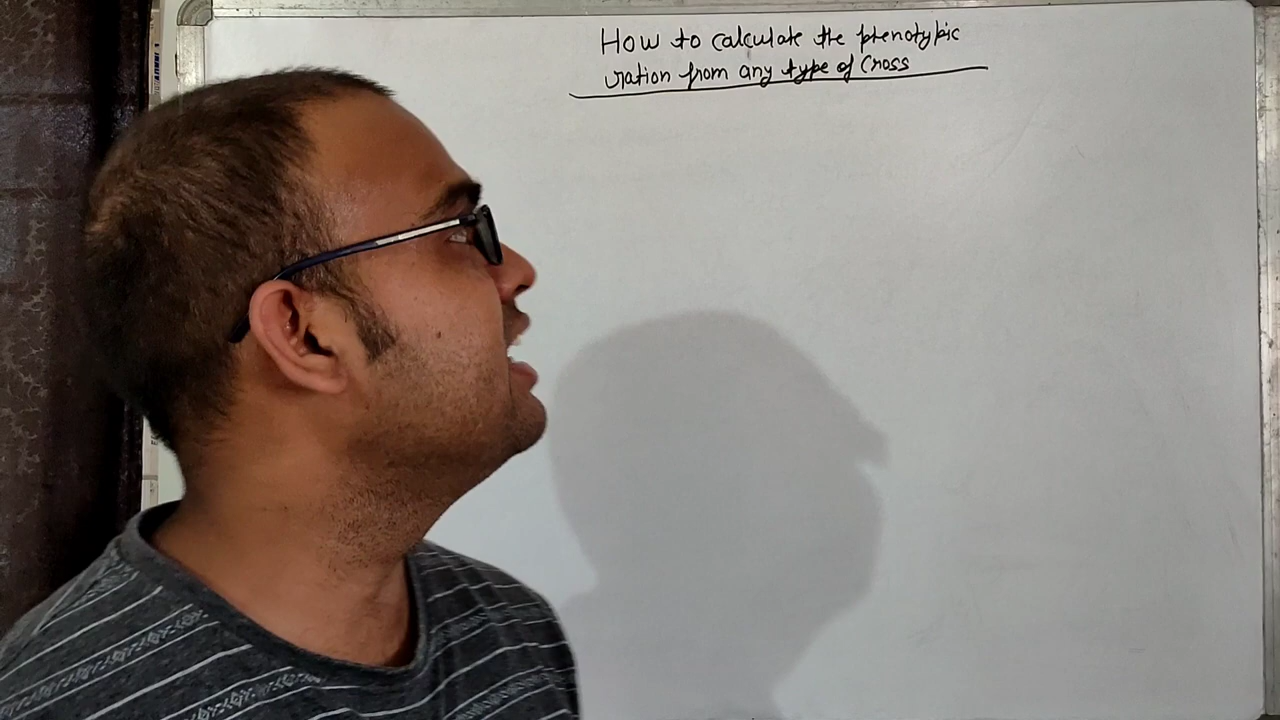 How to calculate the phenotypic
ration from any type of Cross